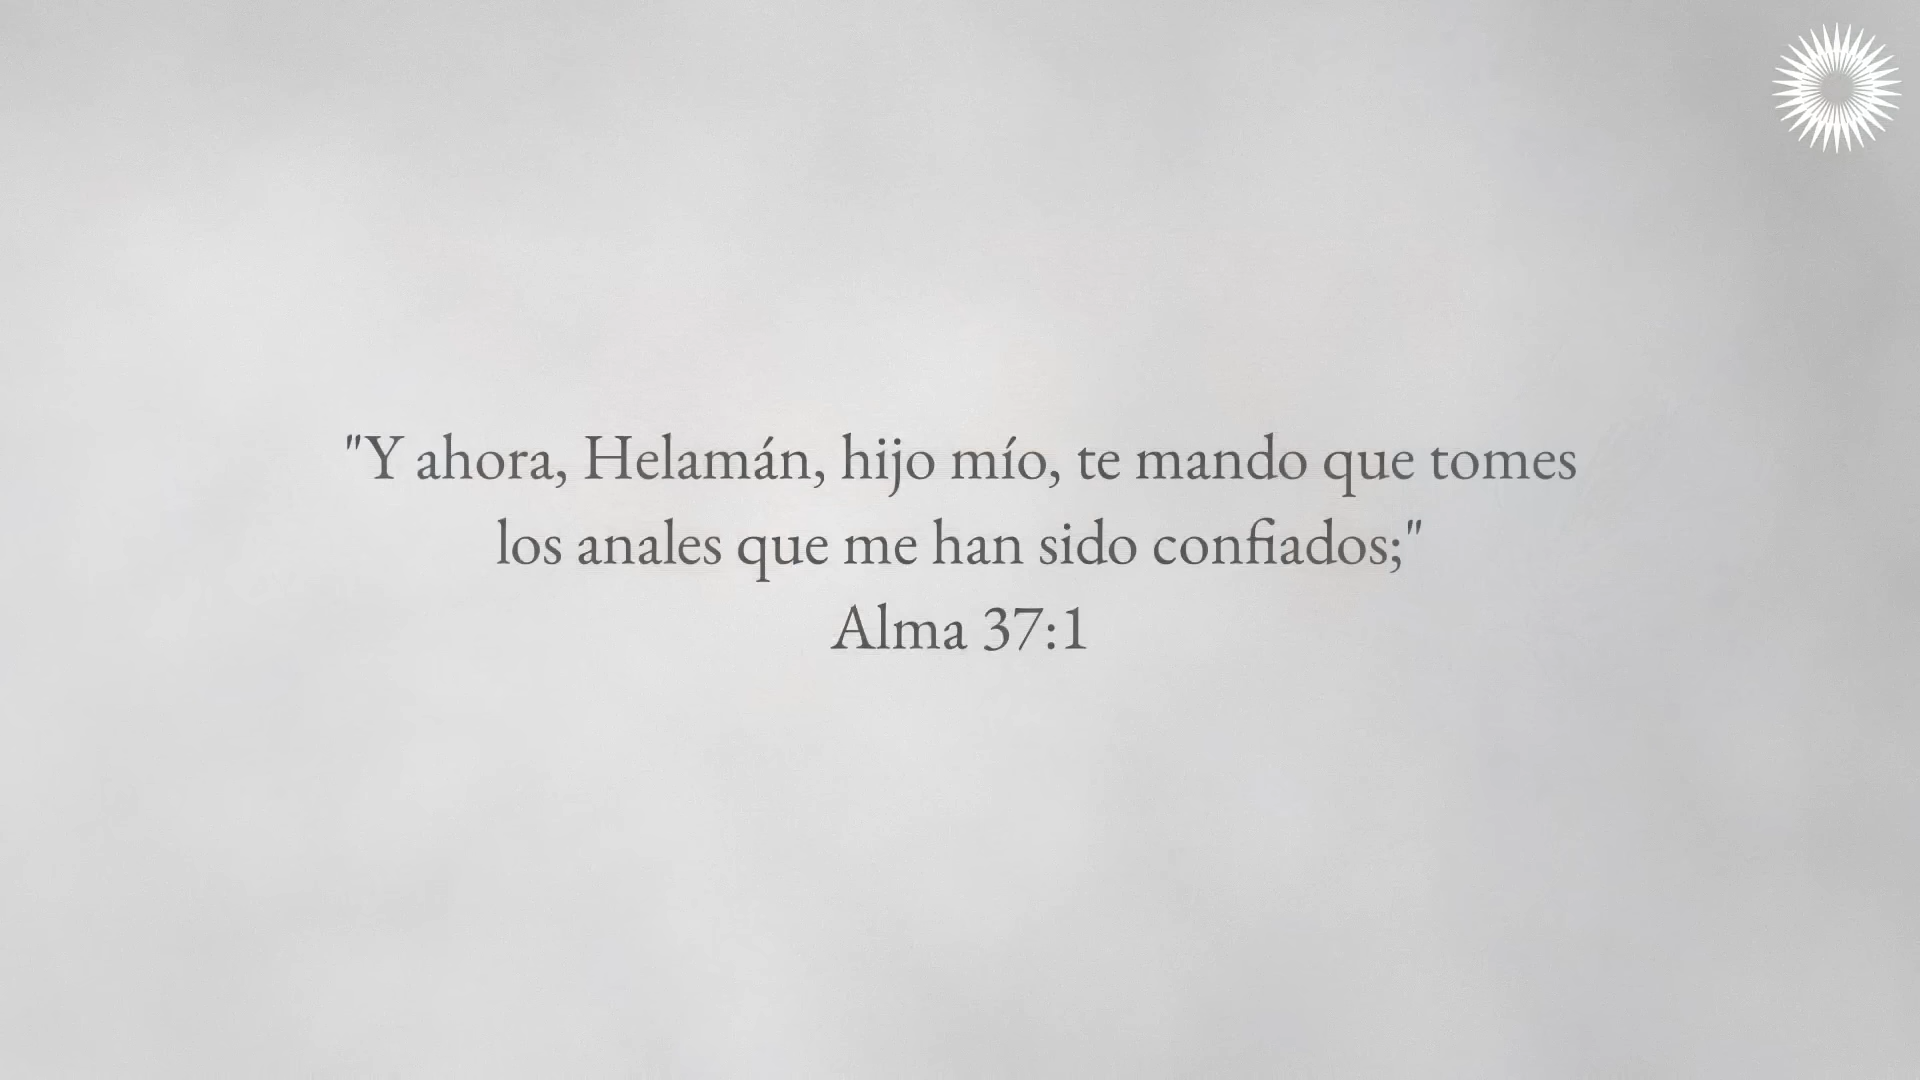 "Y ahora, Helamán, hijo mío, te mando que tomes
los anales que me han sido confiados;"
Alma 37:1